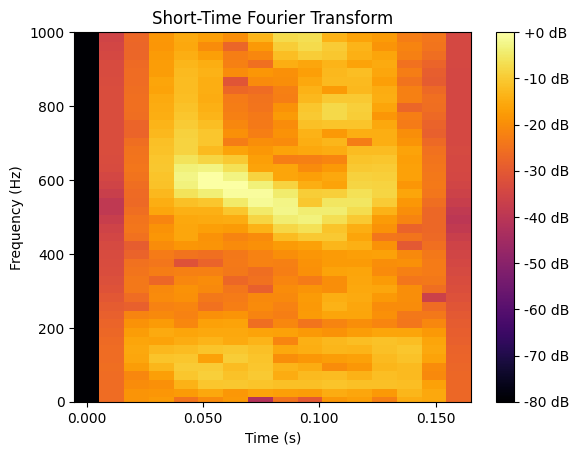 Short-Time Fourier Transform
1000
800
600
400
200
0
Frequency (Hz)
0.000
0.050
0.100
0.150
Time (s)
+0 dB
-10 dB
-20 dB
-30 dB
-40 dB
-50 dB
-60 dB
-70 dB
-80 dB